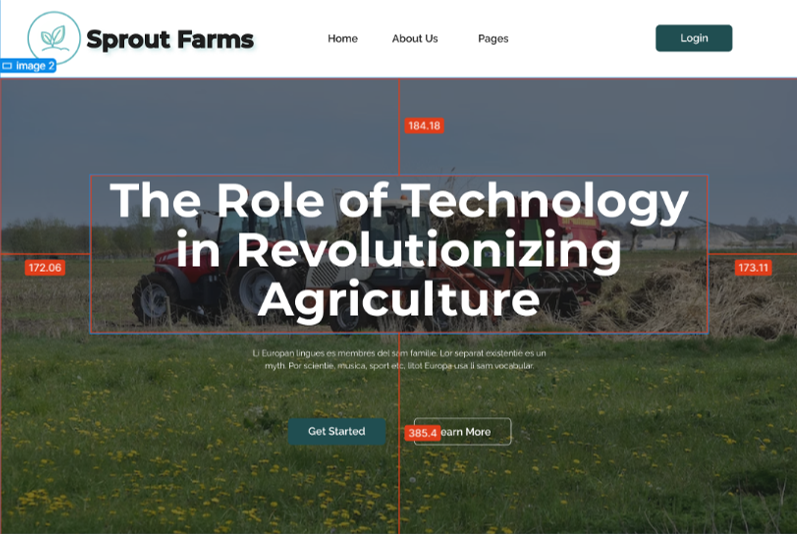 Sprout Farms
Home
About Us
Pages
Login
image 2
184.18
The Role of Technology
in Revolutionizing
Agriculture
172.06
173.11
Li Europan lingues es membres del sam familie. Lor separat existentie es un
myth. Por scientie, musica, sport etc, litot Europa usa li sam vocabular.
Get Started
385.4
earn More